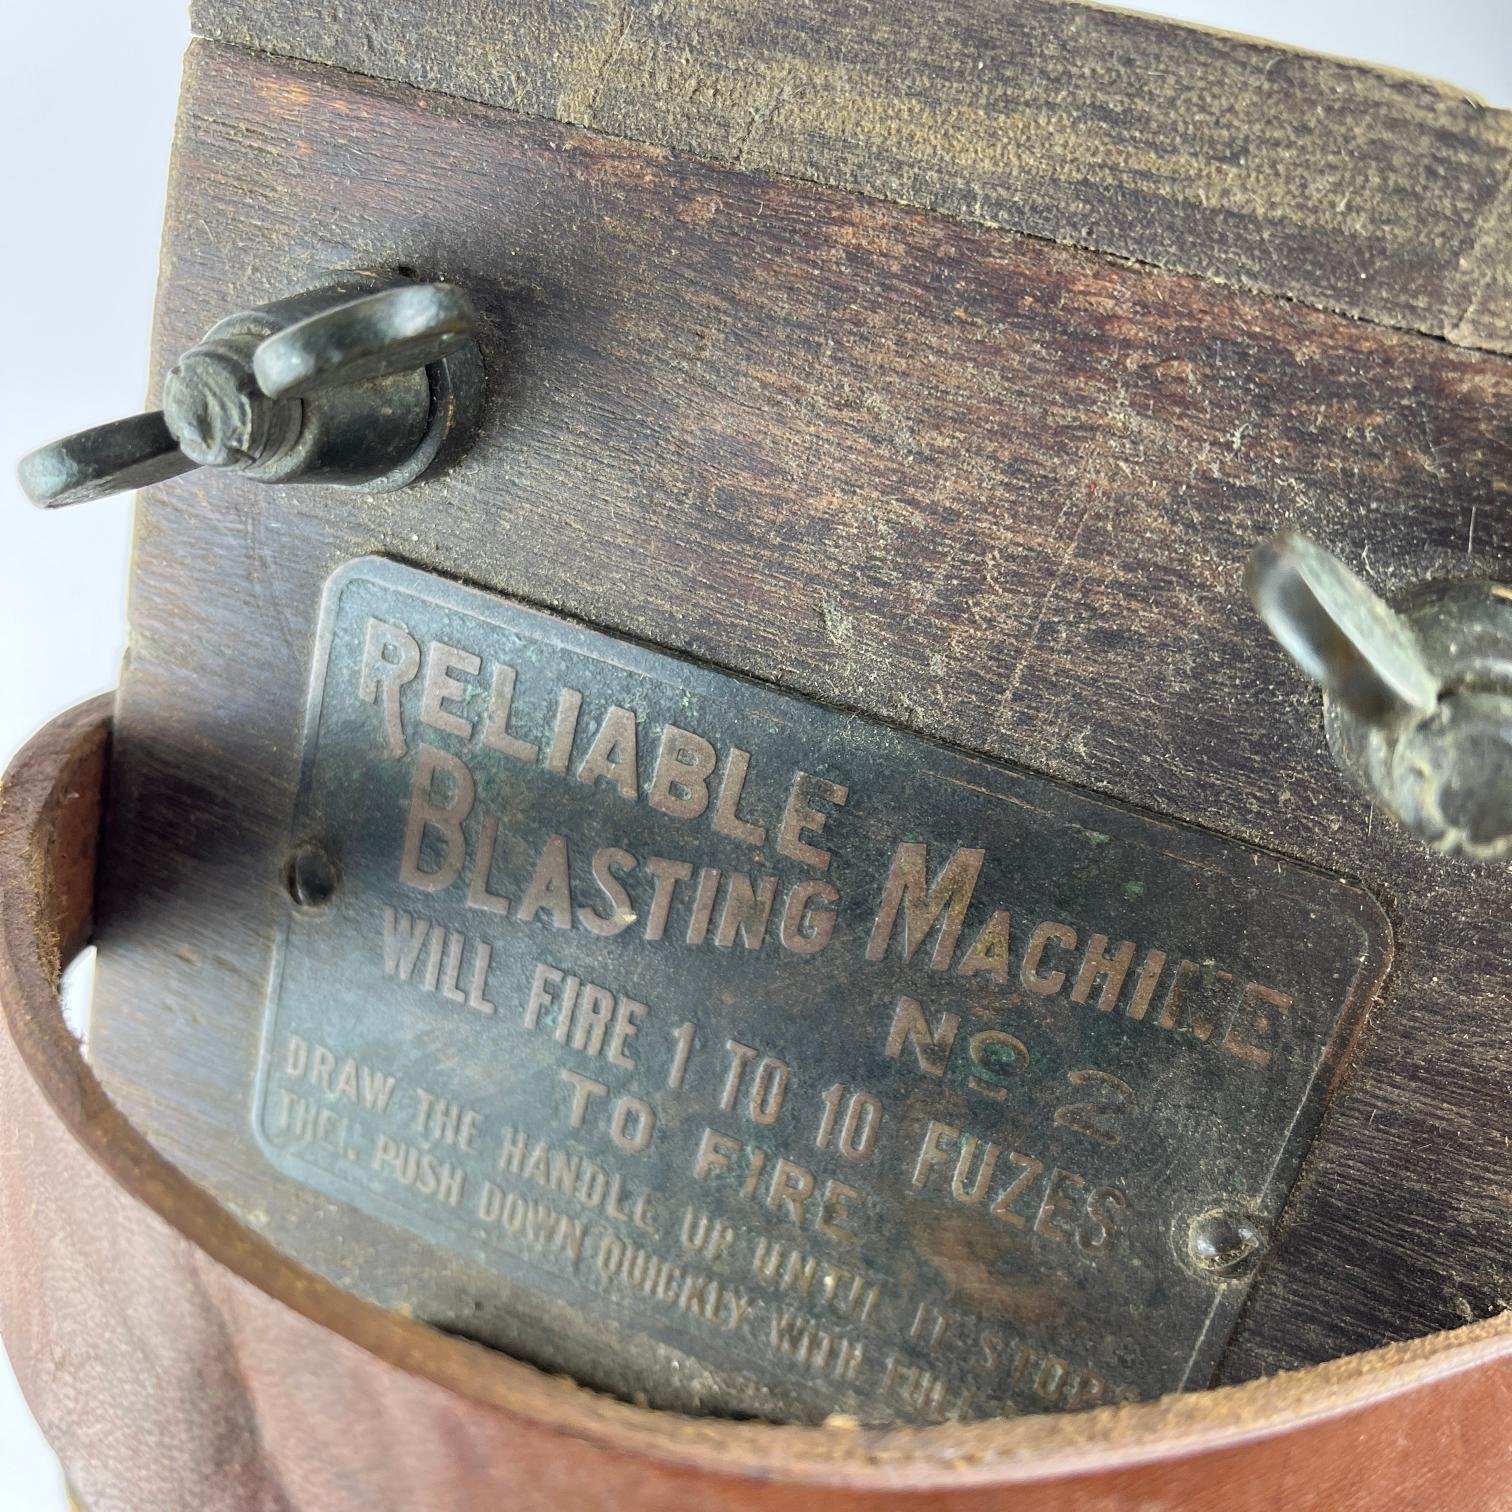 RELIABLE
BLASTING MACHINE
Nº 2
WILL FIRE 1 TO 10 FUZES
TO FIRE
DRAW THE HANDLE UP UNTIL IT STOPS
THEN PUSH DOWN QUICKLY WITH FULL